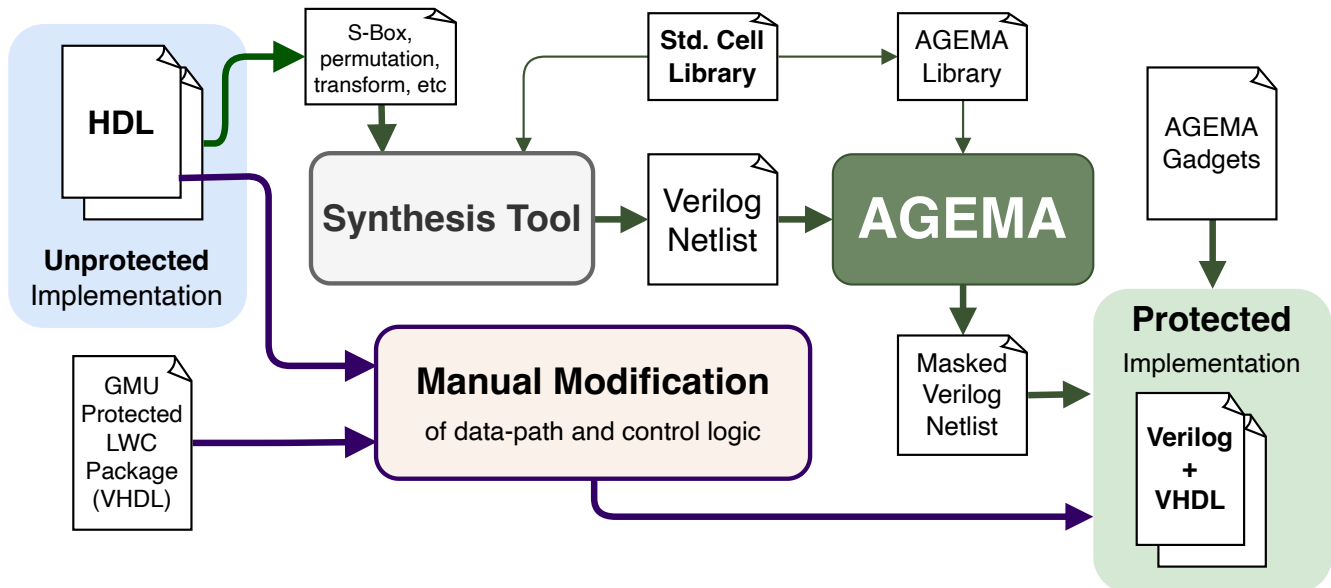 HDL
Unprotected
Implementation
S-Box,
permutation,
transform, etc
Std. Cell
Library
AGEMA
Library
AGEMA
Gadgets
Synthesis Tool
Verilog
Netlist
AGEMA
GMU
Protected
LWC
Package
(VHDL)
Manual Modification
of data-path and control logic
Masked
Verilog
Netlist
Protected
Implementation
Verilog
+
VHDL